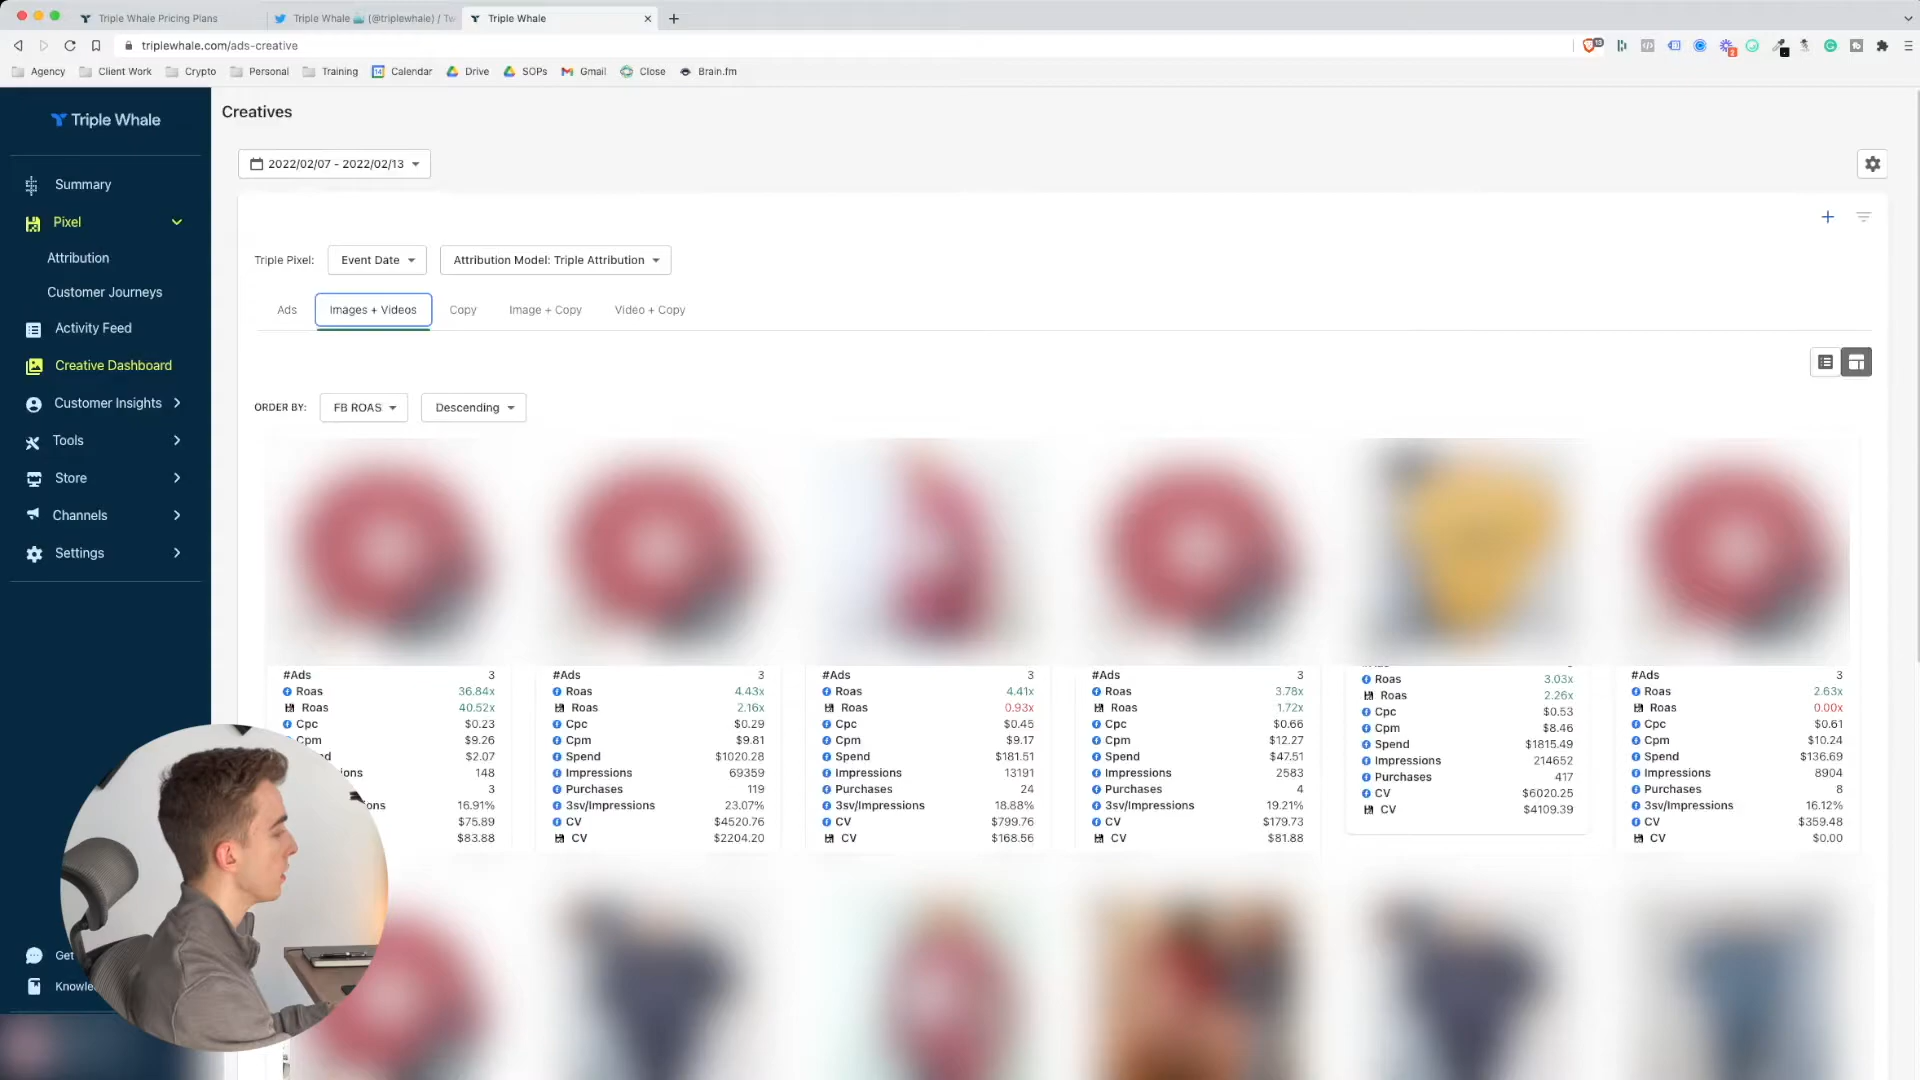 Triple Whale Pricing Plans
Triple Whale (@triplewhale) / Tw
Triple Whale
triplewhale.com/ads-creative
Agency
Client Work
Crypto
Personal
Training
Calendar
Drive
SOPs
Gmail
Close
Brain.fm
Triple Whale
Summary
Pixel
Attribution
Customer Journeys
Activity Feed
Creative Dashboard
Customer Insights
Tools
Store
Channels
Settings
Get
Creatives
2022/02/07 - 2022/02/13
Triple Pixel:
Event Date
Attribution Model: Triple Attribution
Ads
Images + Videos
Copy
Image + Copy
Video + Copy
ORDER BY:
FB ROAS
Descending
#Ads 3
Roas 36.84x
Roas 40.52x
Cpc $0.23
Cpm $9.26
$2.07
148
3
16.91%
$75.89
$83.88
#Ads 3
Roas 4.43x
Roas 2.16x
Cpc $0.29
Cpm $9.81
Spend $1020.28
Impressions 69359
Purchases 119
3sv/Impressions 23.07%
CV $4520.76
CV $2204.20
#Ads 3
Roas 4.41x
Roas 0.93x
Cpc $0.45
Cpm $9.17
Spend $181.51
Impressions 13191
Purchases 24
3sv/Impressions 18.88%
CV $799.76
CV $168.56
#Ads 3
Roas 3.78x
Roas 1.72x
Cpc $0.66
Cpm $12.27
Spend $47.51
Impressions 2583
Purchases 4
3sv/Impressions 19.21%
CV $179.73
CV $81.88
Roas 3.03x
Roas 2.26x
Cpc $0.53
Cpm $8.46
Spend $1815.49
Impressions 214652
Purchases 417
CV $6020.25
CV $4109.39
#Ads 3
Roas 2.63x
Roas 0.00x
Cpc $0.61
Cpm $10.24
Spend $136.69
Impressions 8904
Purchases 8
3sv/Impressions 16.12%
CV $359.48
CV $0.00